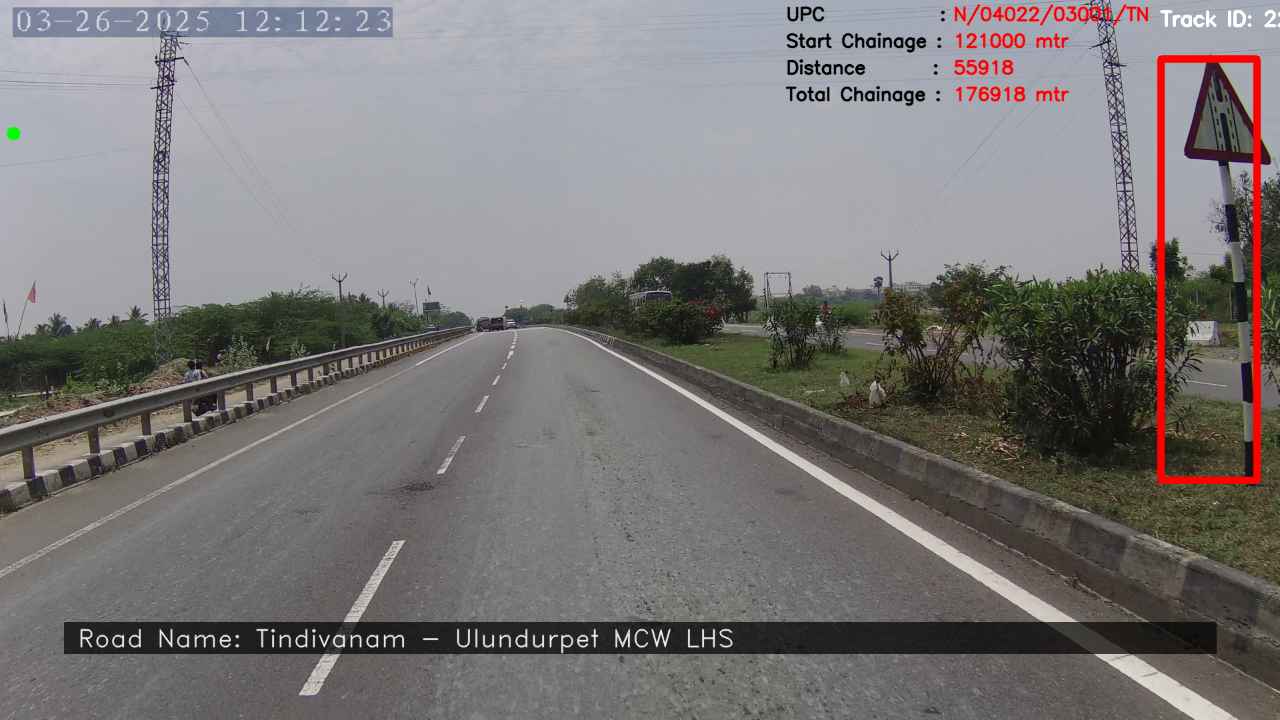 03-26-2025 12:12:23
UPC : N/04022/03001/TN
Track ID: 2
Start Chainage : 121000 mtr
Distance : 55918
Total Chainage : 176918 mtr
Road Name: Tindivanam – Ulundurpet MCW LHS